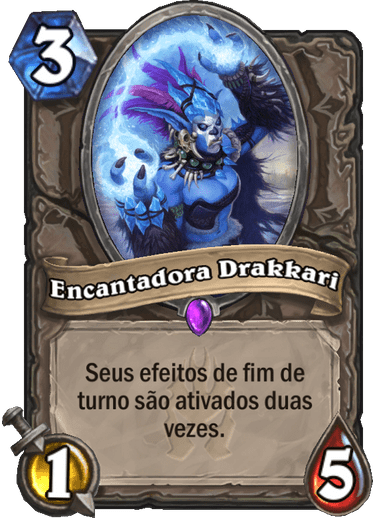 3
Encantadora Drakkari
Seus efeitos de fim de
turno são ativados duas
vezes.
1
5